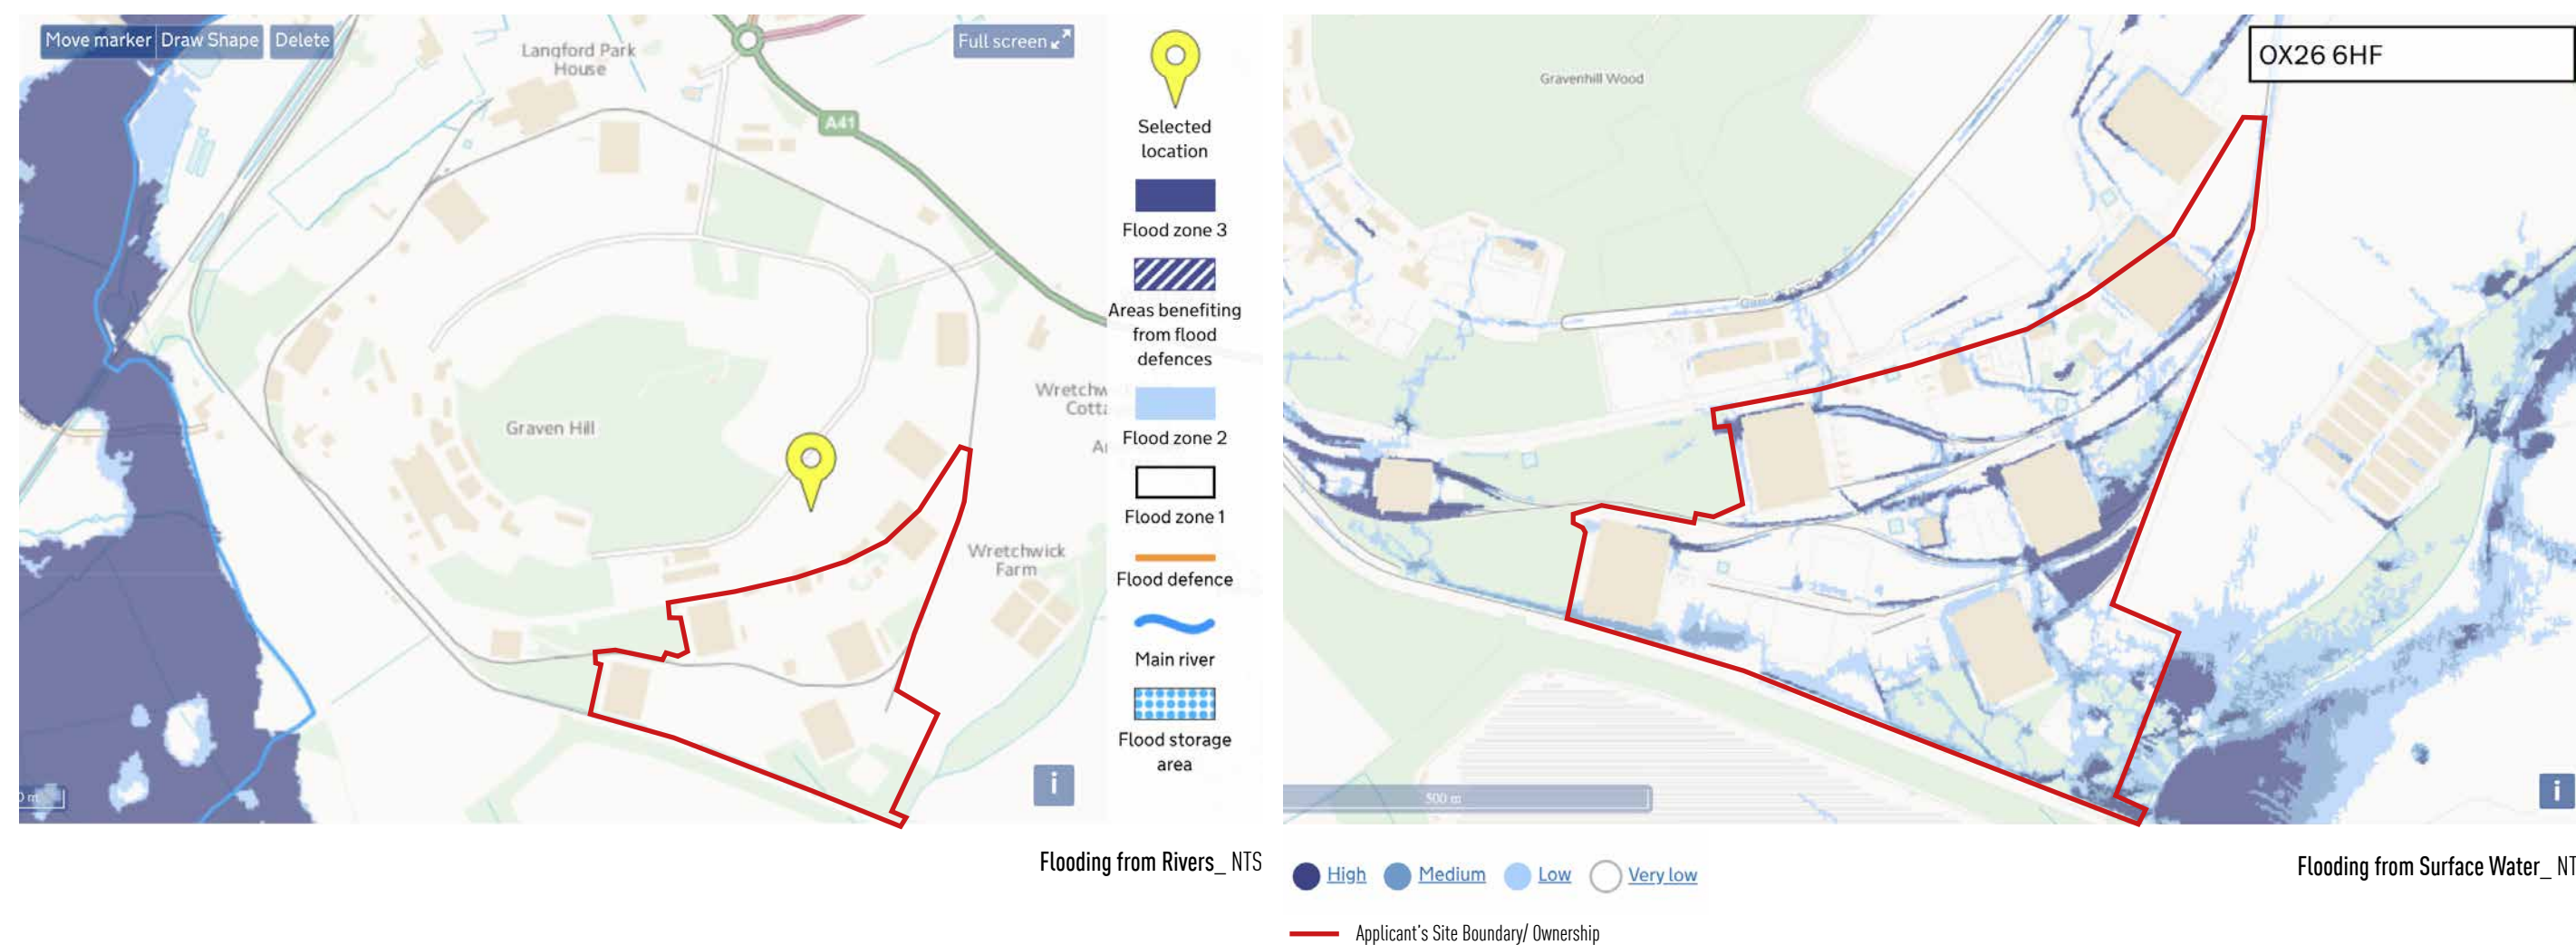 Move marker
Draw Shape
Delete
Full screen
Langford Park
House
A41
Graven Hill
Wretchw
Cotta
Wretchwick
Farm
0 m
i
Selected
location
Flood zone 3
Areas benefiting
from flood
defences
Flood zone 2
Flood zone 1
Flood defence
Main river
Flood storage
area
Flooding from Rivers_ NTS
OX26 6HF
Gravenhill Wood
500 m
i
High
Medium
Low
Very low
Flooding from Surface Water_ NT
Applicant's Site Boundary/ Ownership